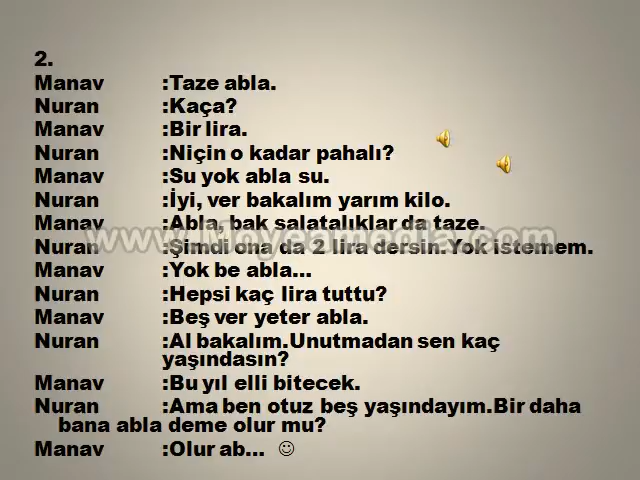 2.
Manav :Taze abla.
Nuran :Kaça?
Manav :Bir lira.
Nuran :Niçin o kadar pahalı?
Manav :Su yok abla su.
Nuran :İyi, ver bakalım yarım kilo.
Manav :Abla, bak salatalıklar da taze.
www.Moyeamedia.com
Nuran :Şimdi ona da 2 lira dersin.Yok istemem.
Manav :Yok be abla...
Nuran :Hepsi kaç lira tuttu?
Manav :Beş ver yeter abla.
Nuran :Al bakalım.Unutmadan sen kaç
yaşındasın?
Manav :Bu yıl elli bitecek.
Nuran :Ama ben otuz beş yaşındayım.Bir daha
bana abla deme olur mu?
Manav :Olur ab... ☺